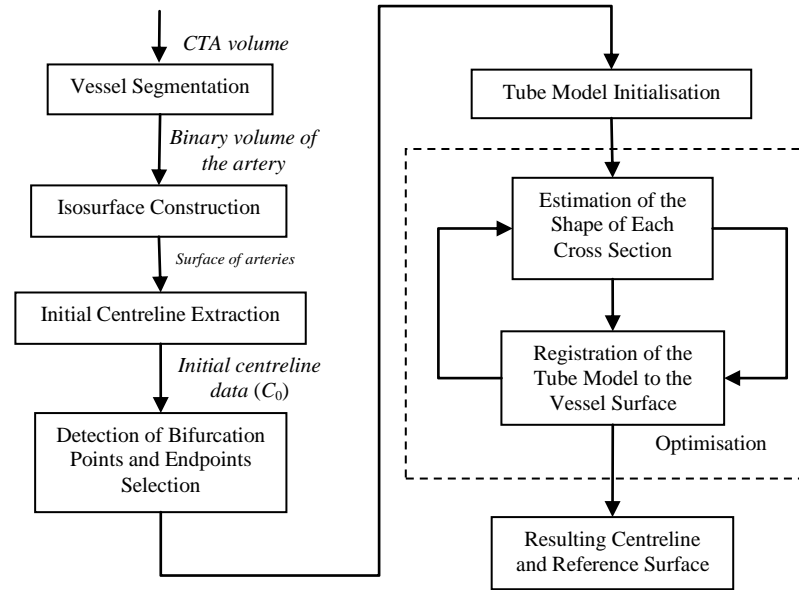 CTA volume
Vessel Segmentation
Binary volume of
the artery
Isosurface Construction
Surface of arteries
Initial Centreline Extraction
Initial centreline
data (C₀)
Detection of Bifurcation
Points and Endpoints
Selection
Tube Model Initialisation
Estimation of the
Shape of Each
Cross Section
Registration of the
Tube Model to the
Vessel Surface
Optimisation
Resulting Centreline
and Reference Surface